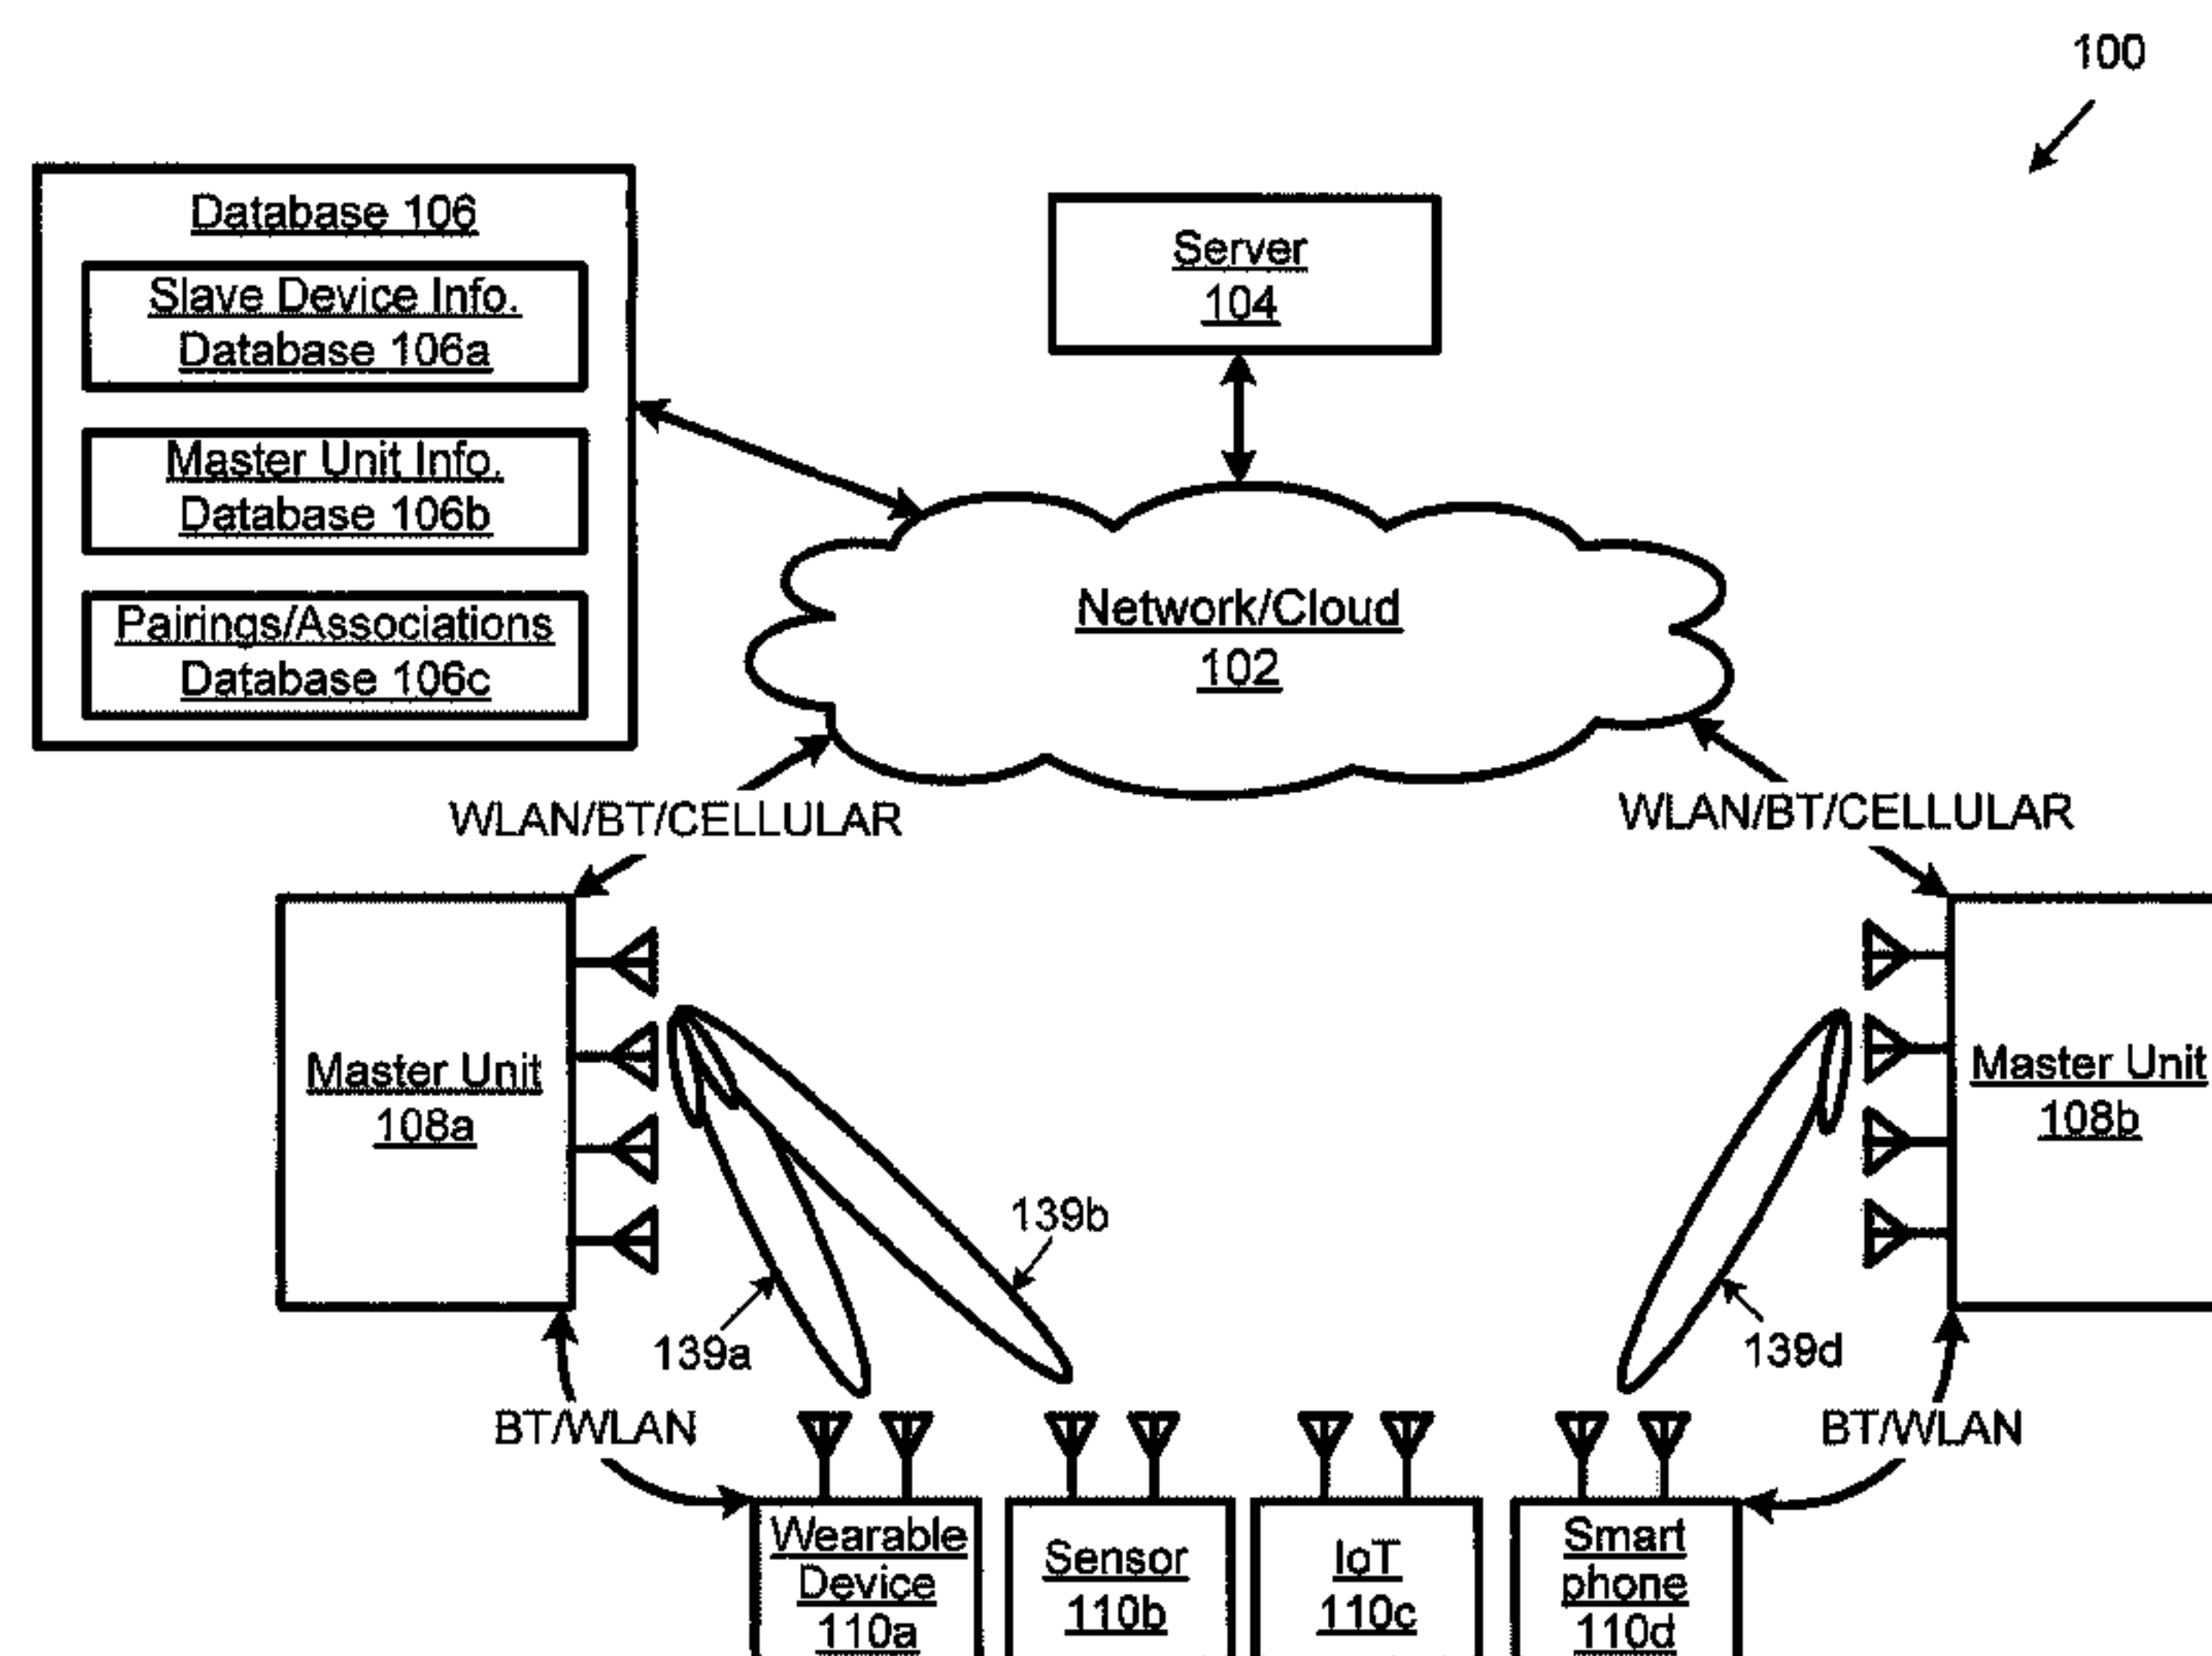 100
Database 106
Slave Device Info.
Database 106a
Master Unit Info.
Database 106b
Pairings/Associations
Database 106c
Server
104
Network/Cloud
102
WLAN/BT/CELLULAR
WLAN/BT/CELLULAR
Master Unit
108a
Master Unit
108b
139b
139a
139d
BT/WLAN
BT/WLAN
Wearable
Device
110a
Sensor
110b
IoT
110c
Smart
phone
110d